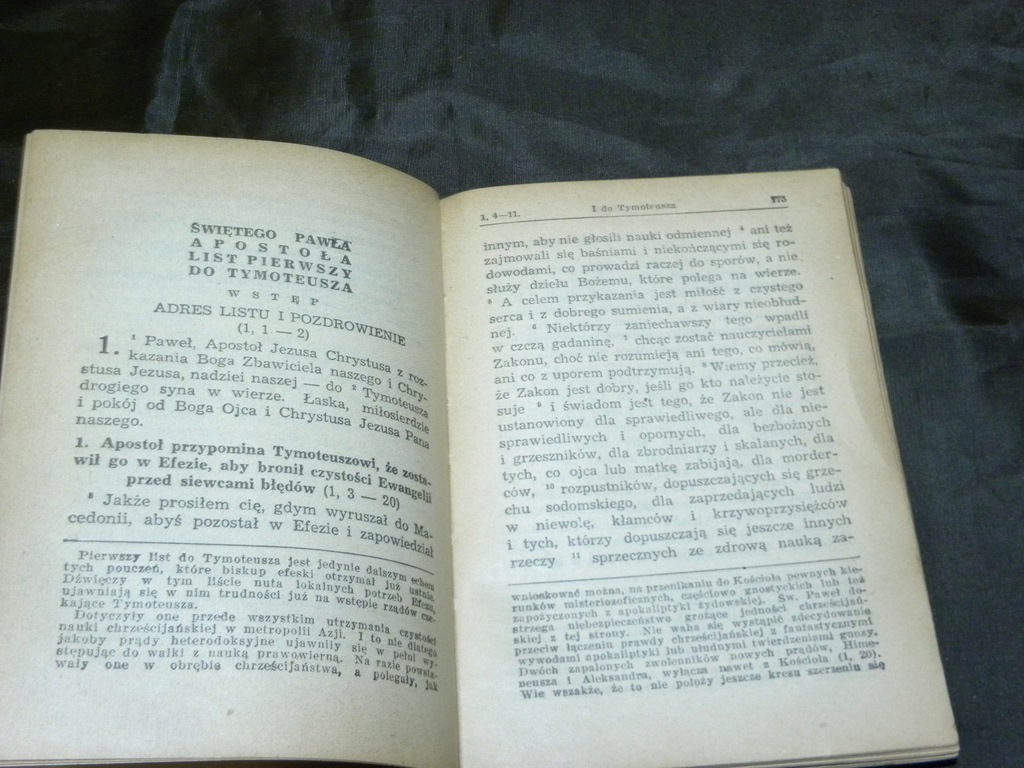 ŚWIĘTEGO PAWŁA
APOSTOŁA
LIST PIERWSZY
DO TYMOTEUSZA
WSTĘP
ADRES LISTU I POZDROWIENIE
(1, 1 — 2)
1. ¹ Paweł, Apostoł Jezusa Chrystusa z roz-
kazania Boga Zbawiciela naszego i Chry-
stusa Jezusa, nadziei naszej — do ² Tymoteusza
drogiego syna w wierze. Łaska, miłosierdzie
i pokój od Boga Ojca i Chrystusa Jezusa Pana
naszego.
1. Apostoł przypomina Tymoteuszowi, że zosta-
wił go w Efezie, aby bronił czystości Ewangelii
przed siewcami błędów (1, 3 — 20)
³ Jakże prosiłem cię, gdym wyruszał do Ma-
cedonii, abyś pozostał w Efezie i zapowiedział
Pierwszy list do Tymoteusza jest jedynie dalszym echem
tych pouczeń, które biskup efeski otrzymał już ustnie.
Dźwięczy w tym liście nuta lokalnych potrzeb Efezu,
ujawniają się w nim trudności już na wstępie rządów cze-
kające Tymoteusza.
Dotyczyły one przede wszystkim utrzymania czystości
nauki chrześcijańskiej w metropolii Azji. I to nie dlatego
jakoby prądy heterodoksyjne ujawniły się w pełni wy-
stępując do walki z nauką prawowierną. Na razie powsta-
wały one w obrębie chrześcijaństwa, a polegały, jak
1, 4—11. I do Tymoteusza 773
innym, aby nie głosili nauki odmiennej ⁴ ani też
zajmowali się baśniami i niekończącymi się ro-
dowodami, co prowadzi raczej do sporów, a nie
służy dziełu Bożemu, które polega na wierze.
⁵ A celem przykazania jest miłość z czystego
serca i z dobrego sumienia, a z wiary nieobłud-
nej. ⁶ Niektórzy zaniechawszy tego wpadli
w czczą gadaninę, ⁷ chcąc zostać nauczycielami
Zakonu, choć nie rozumieją ani tego, co mówią,
ani co z uporem podtrzymują. ⁸ Wiemy przecież,
że Zakon jest dobry, jeśli go kto należycie sto-
suje ⁹ i świadom jest tego, że Zakon nie jest
ustanowiony dla sprawiedliwego, ale dla nie-
sprawiedliwych i opornych, dla bezbożnych
i grzeszników, dla zbrodniarzy i skalanych, dla
tych, co ojca lub matkę zabijają, dla morder-
ców, ¹⁰ rozpustników, dopuszczających się grze-
chu sodomskiego, dla zaprzedających ludzi
w niewolę, kłamców i krzywoprzysięzców
i tych, którzy dopuszczają się jeszcze innych
rzeczy ¹¹ sprzecznych ze zdrową nauką za-
wnioskować można, na przenikaniu do Kościoła pewnych kie-
runków misteriozoficznych, częściowo gnostyckich lub też
zapożyczonych z apokaliptyki żydowskiej. Św. Paweł do-
strzega niebezpieczeństwo grożące jedności chrześcijań-
skiej z tej strony. Nie waha się wystąpić zdecydowanie
przeciw łączeniu prawdy chrześcijańskiej z fantastycznymi
wywodami apokaliptyki lub ułudnymi twierdzeniami gnozy.
Dwóch zapalonych zwolenników nowych prądów, Hime-
neusza i Aleksandra, wyłącza nawet z Kościoła (1, 20).
Wie wszakże, że to nie położy jeszcze kresu szerzeniu się